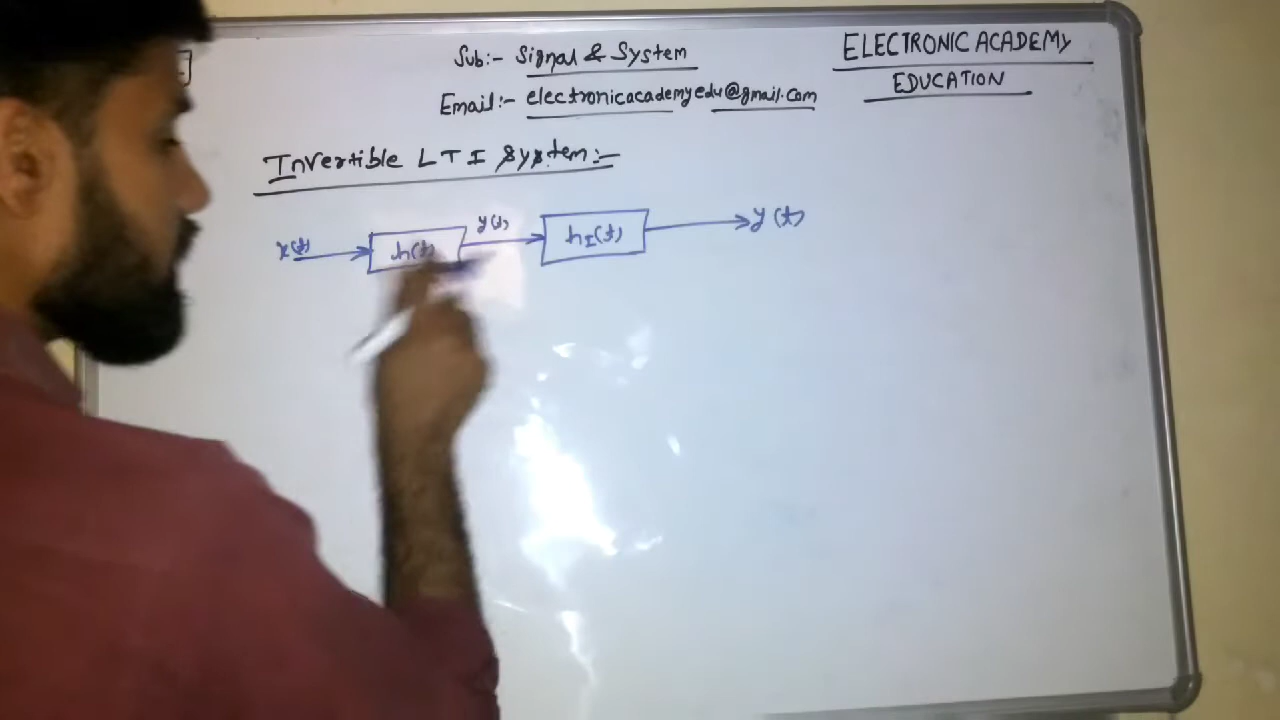 Sub:- Signal & System
Email:- electronicacademyedu@gmail.com
ELECTRONIC ACADEMY
EDUCATION
Invertible LTI System:-
x(t) h(t) y(t) hI(t) y(t)